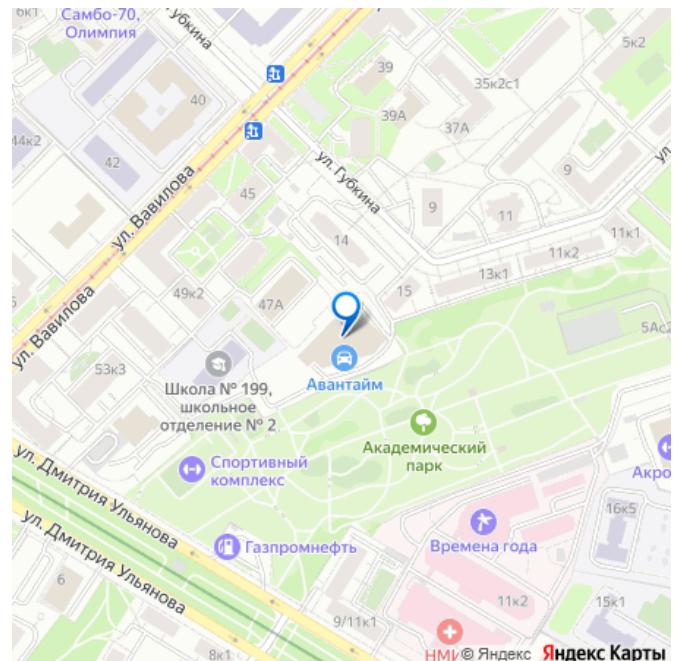 6к1
Самбо-70,
Олимпия
ул. Губкина
5к2
39
35к2с1
40
39А
37А
44к2
42
ул. Губкина
45
9
9
ул. Вавилова
11
14
11к1
11к2
13к1
15
49к2
47А
ул. Вавилова
5Ас2
53к3
Авантайм
Школа № 199,
школьное
отделение № 2
Академический
парк
ул. Дмитрия Ульянова
Спортивный
комплекс
Акро
16к5
ул. Дмитрия Ульянова
Газпромнефть
Времена года
6
11к2
15к1
9/11к1
8к1
НМИ
© Яндекс Яндекс Карты